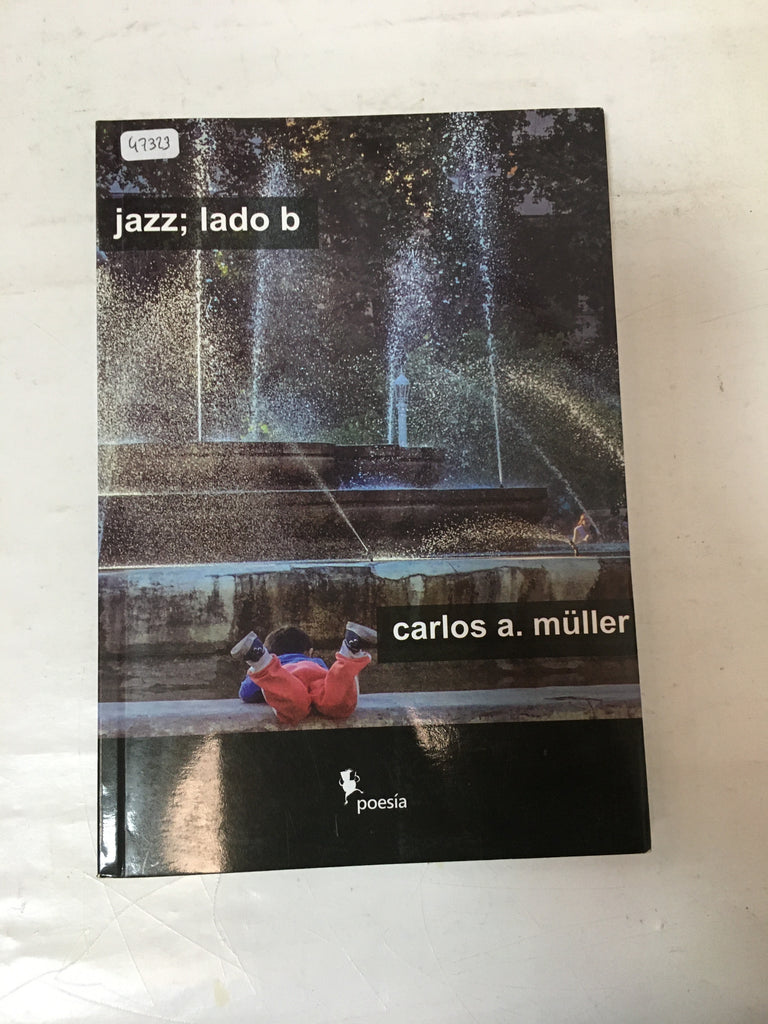 47323
jazz; lado b
carlos a. müller
poesía